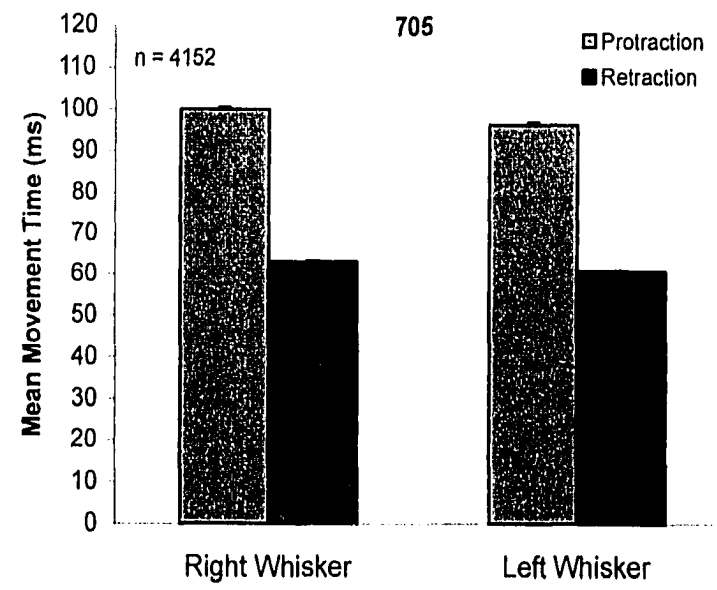 705
n = 4152
Protraction
Retraction
Mean Movement Time (ms)
120
110
100
90
80
70
60
50
40
30
20
10
0
Right Whisker
Left Whisker